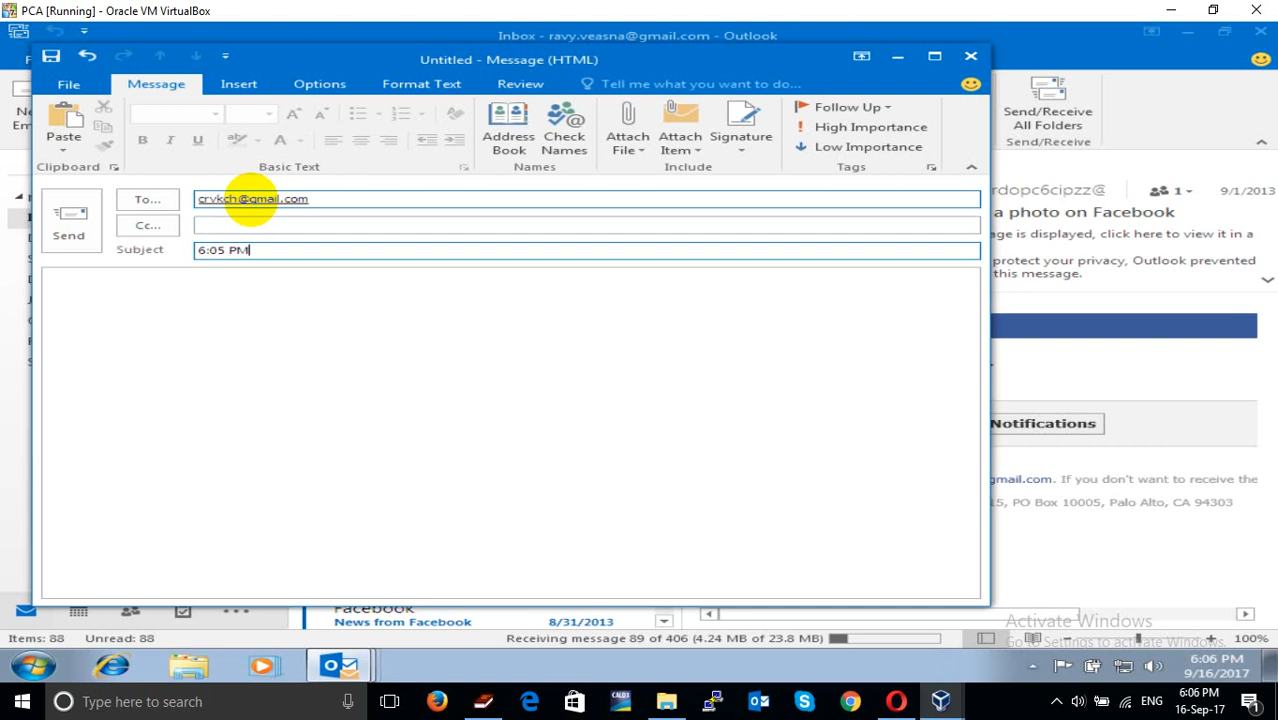 PCA [Running] - Oracle VM VirtualBox
Inbox - ravy.veasna@gmail.com - Outlook
Untitled - Message (HTML)
File Message Insert Options Format Text Review Tell me what you want to do...
Paste
Clipboard
Basic Text
Address Book
Check Names
Names
Attach File
Attach Item
Signature
Include
Follow Up
High Importance
Low Importance
Tags
Send/Receive All Folders
Send/Receive
Send
To... crykch@gmail.com
Cc...
Subject 6:05 PM
rdopc6cipzz@ 1 9/1/2013
a photo on Facebook
ge is displayed, click here to view it in a
protect your privacy, Outlook prevented
this message.
Notifications
gmail.com. If you don't want to receive the
15, PO Box 10005, Palo Alto, CA 94303
Facebook
News from Facebook 8/31/2013
Activate Windows
Go to Settings to activate Windows.
Items: 88 Unread: 88 Receiving message 89 of 406 (4.24 MB of 23.8 MB) 100%
6:06 PM
9/16/2017
Type here to search
ENG
6:06 PM
16-Sep-17